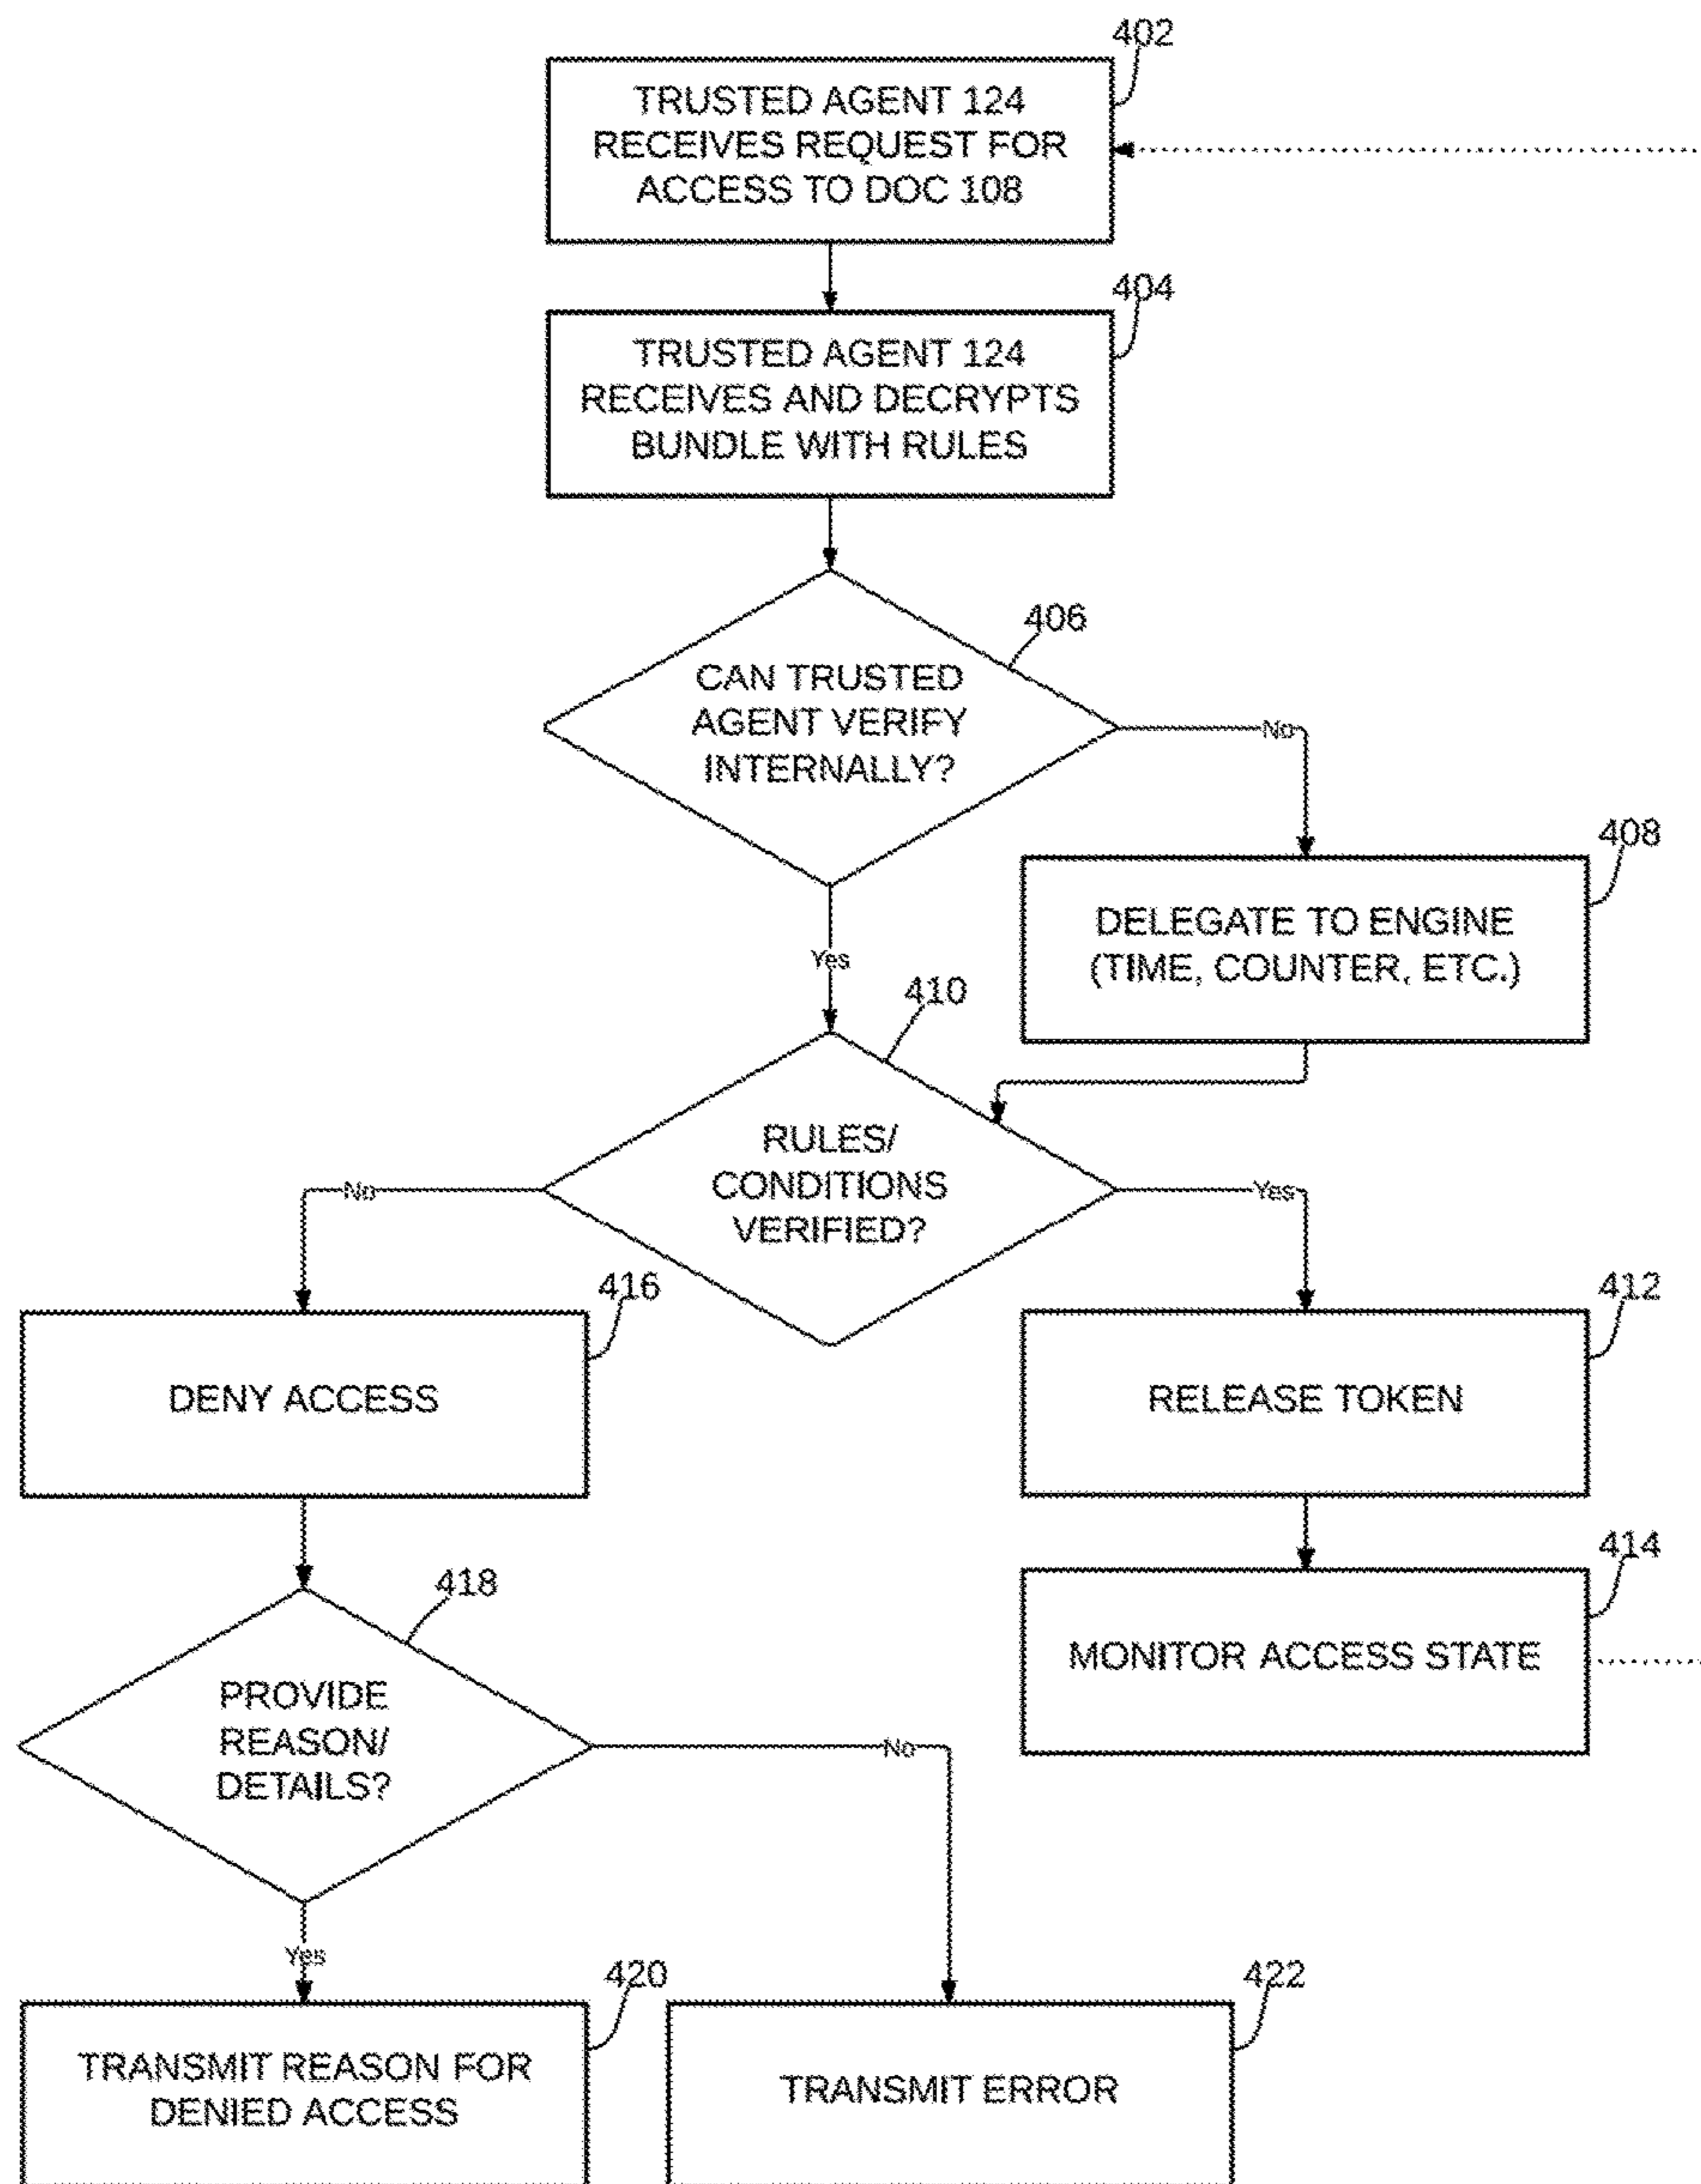 402
TRUSTED AGENT 124
RECEIVES REQUEST FOR
ACCESS TO DOC 108
404
TRUSTED AGENT 124
RECEIVES AND DECRYPTS
BUNDLE WITH RULES
406
CAN TRUSTED
AGENT VERIFY
INTERNALLY?
No
408
DELEGATE TO ENGINE
(TIME, COUNTER, ETC.)
Yes
410
RULES/
CONDITIONS
VERIFIED?
No
Yes
416
DENY ACCESS
412
RELEASE TOKEN
414
MONITOR ACCESS STATE
418
PROVIDE
REASON/
DETAILS?
No
Yes
420
TRANSMIT REASON FOR
DENIED ACCESS
422
TRANSMIT ERROR